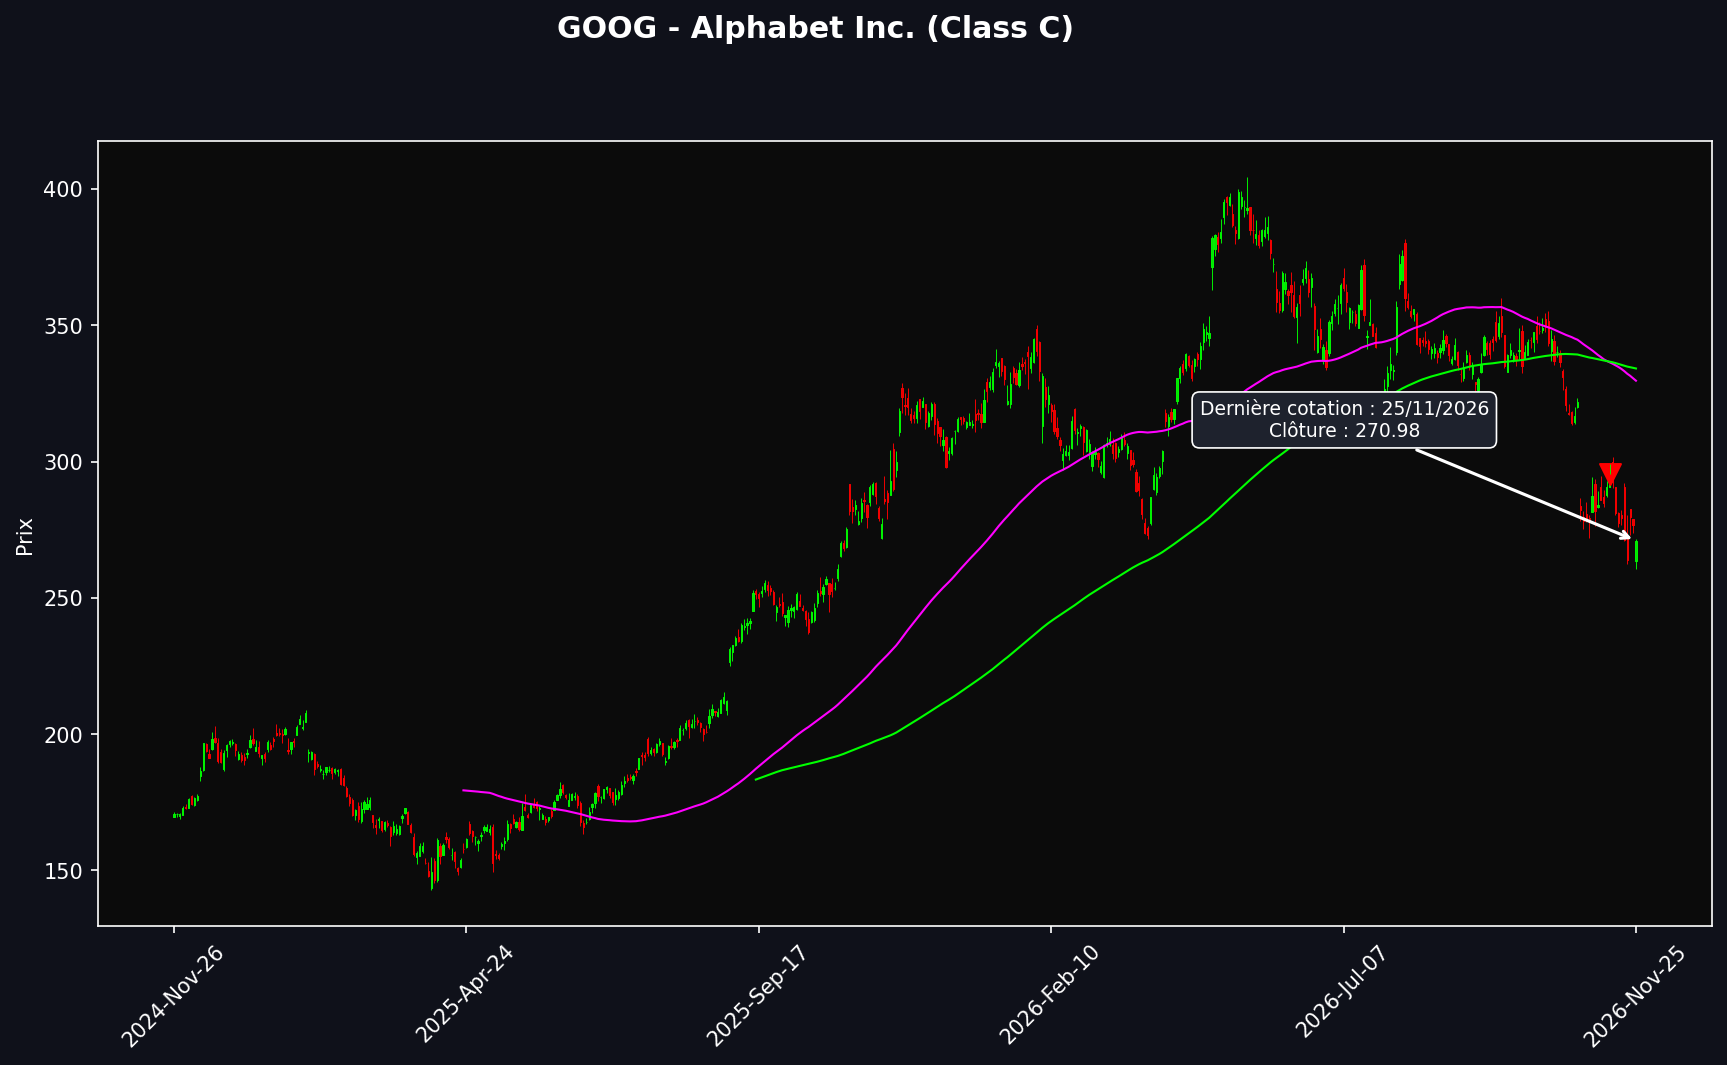 GOOG - Alphabet Inc. (Class C)
Prix
400
350
300
250
200
150
Dernière cotation : 25/11/2026
Clôture : 270.98
2024-Nov-26
2025-Apr-24
2025-Sep-17
2026-Feb-10
2026-Jul-07
2026-Nov-25